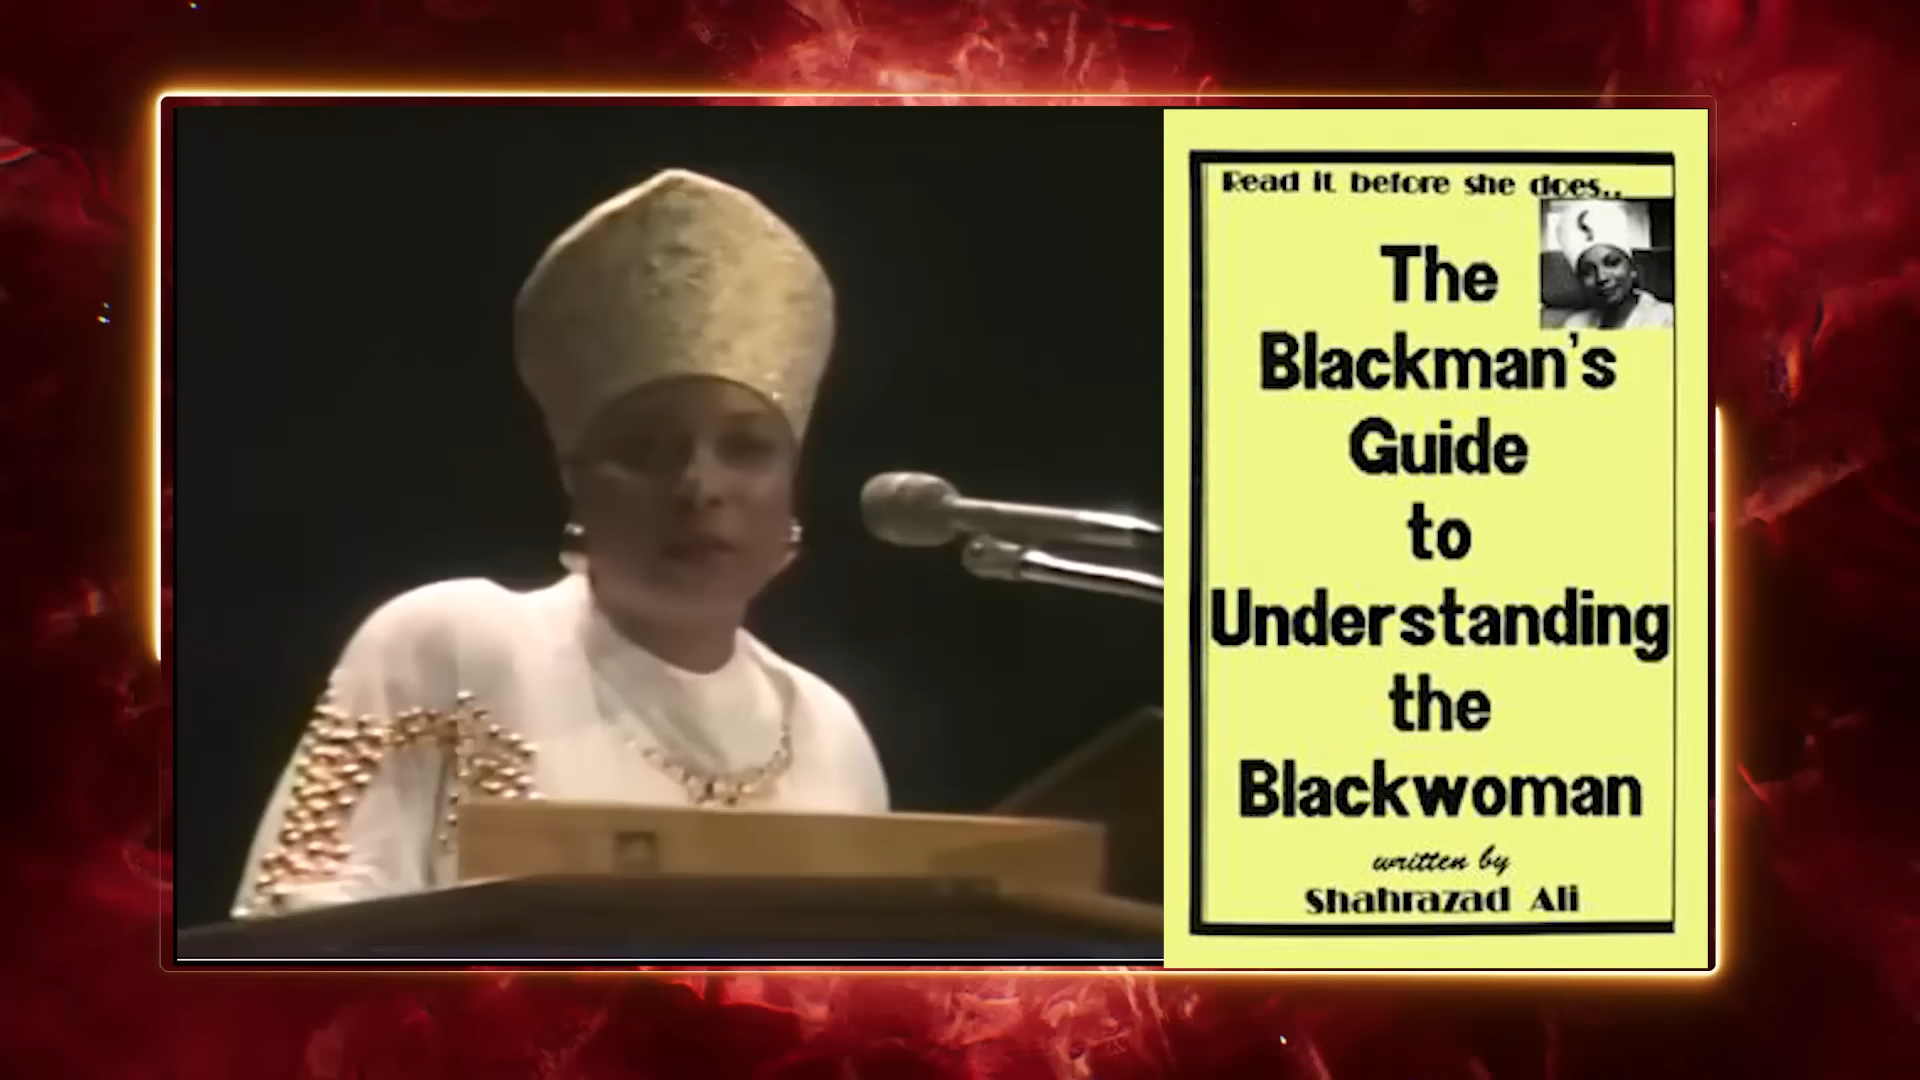 Read it before she does..
The
Blackman's
Guide
to
Understanding
the
Blackwoman
written by
Shahrazad Ali